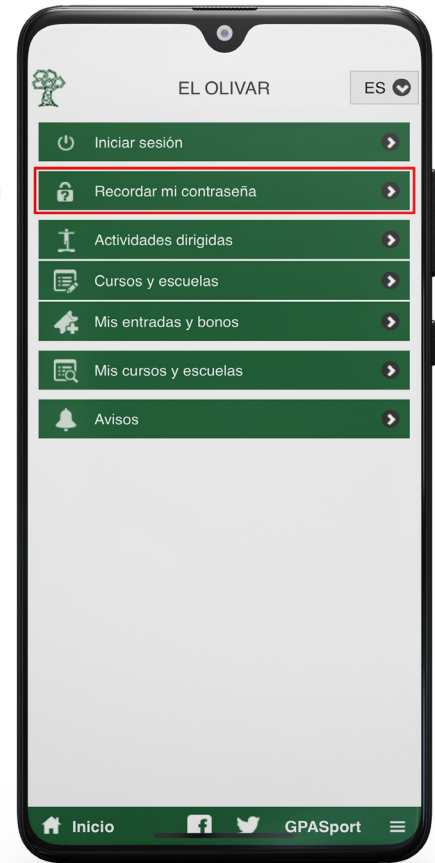 EL OLIVAR
ES
Iniciar sesión
Recordar mi contraseña
Actividades dirigidas
Cursos y escuelas
Mis entradas y bonos
Mis cursos y escuelas
Avisos
Inicio GPASport